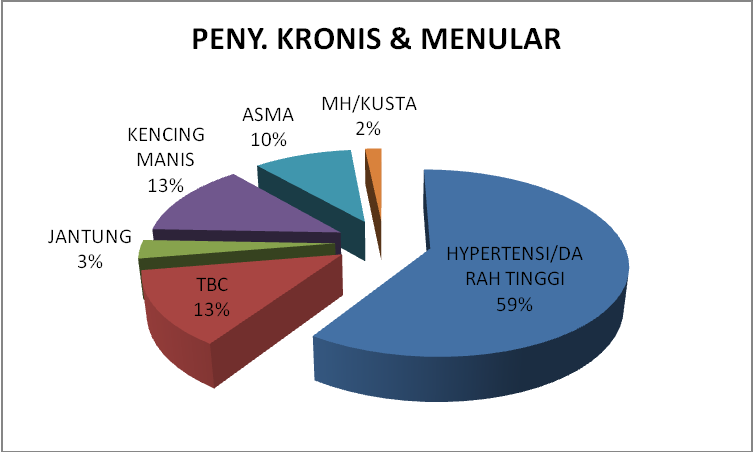 PENY. KRONIS & MENULAR
MH/KUSTA
2%
ASMA
10%
KENCING
MANIS
13%
JANTUNG
3%
TBC
13%
HYPERTENSI/DA
RAH TINGGI
59%